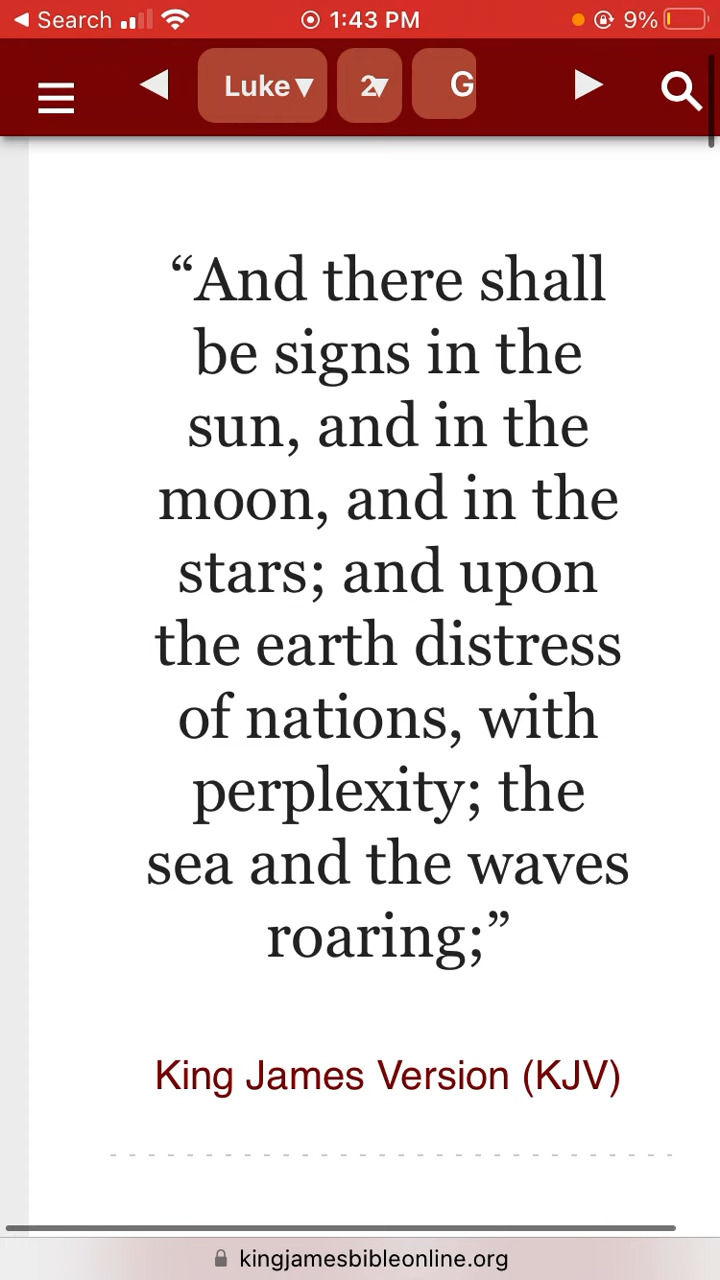 Search 1:43 PM 9%
Luke 2 G
“And there shall
be signs in the
sun, and in the
moon, and in the
stars; and upon
the earth distress
of nations, with
perplexity; the
sea and the waves
roaring;”
King James Version (KJV)
kingjamesbibleonline.org